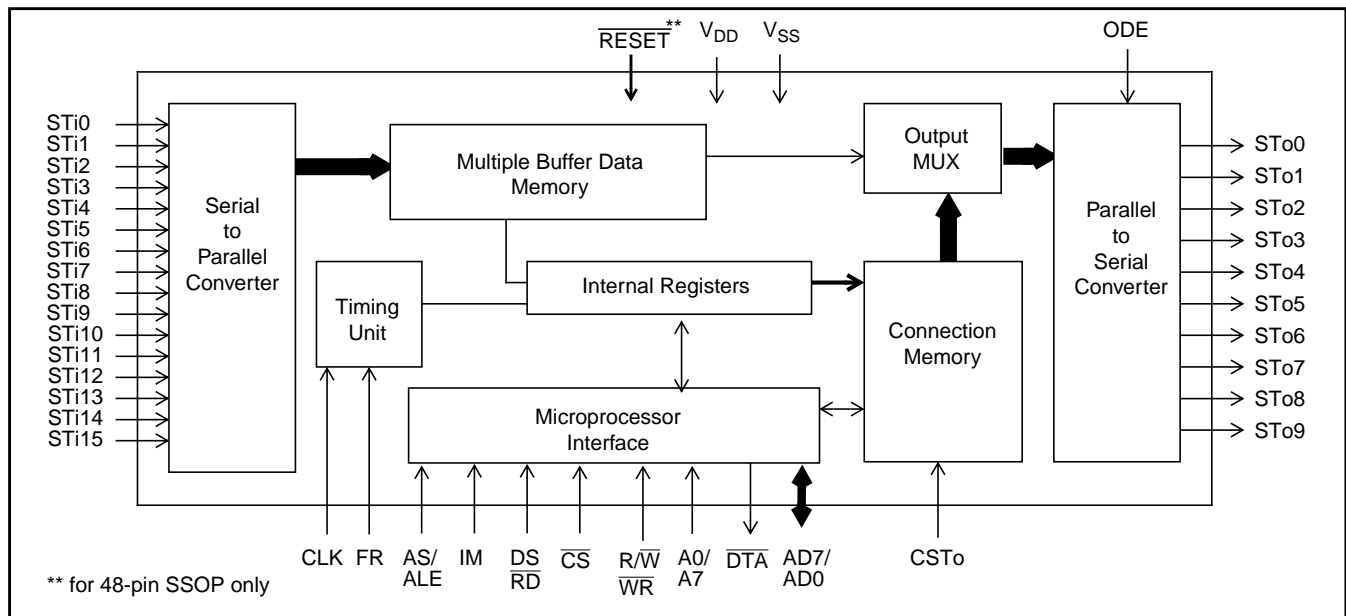 RESET**
VDD
VSS
ODE
STi0
STi1
STi2
STi3
STi4
STi5
STi6
STi7
STi8
STi9
STi10
STi11
STi12
STi13
STi14
STi15
Serial
to
Parallel
Converter
Multiple Buffer Data
Memory
Output
MUX
Timing
Unit
Internal Registers
Connection
Memory
Microprocessor
Interface
Parallel
to
Serial
Converter
STo0
STo1
STo2
STo3
STo4
STo5
STo6
STo7
STo8
STo9
CLK
FR
AS/
ALE
IM
DS
RD
CS
R/W
WR
A0/
A7
DTA
AD7/
AD0
CSTo
** for 48-pin SSOP only